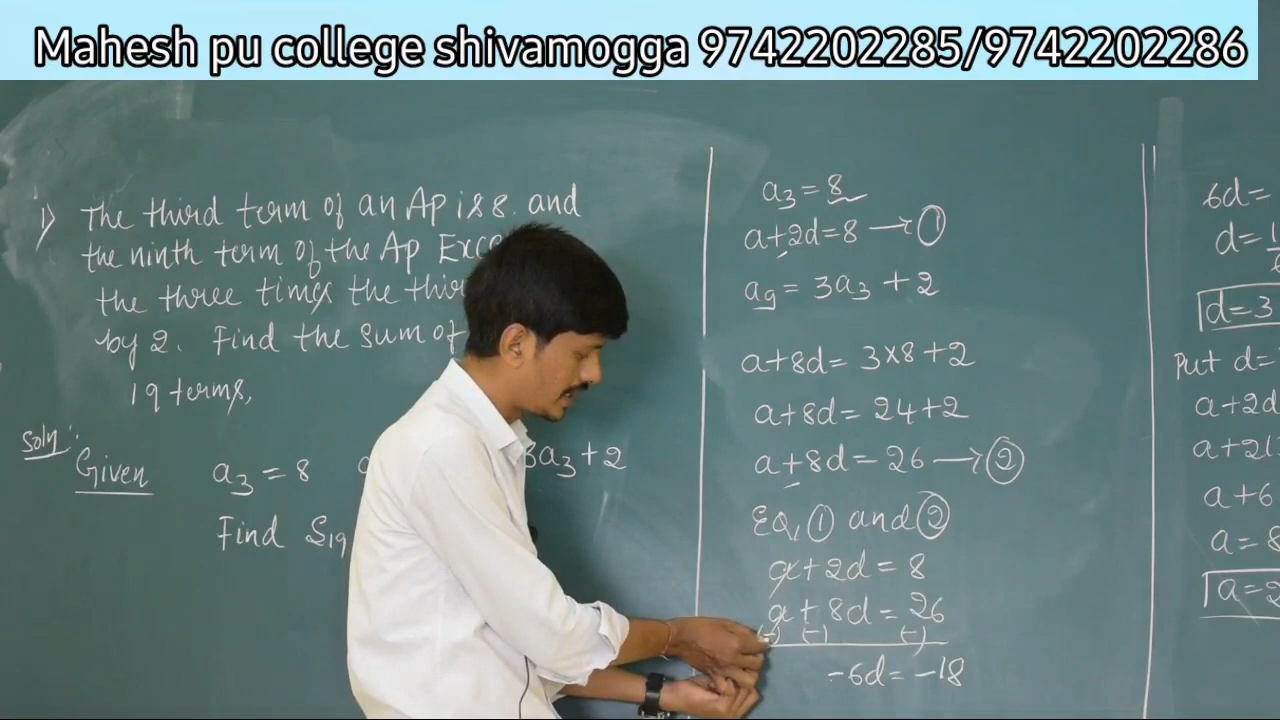 Mahesh pu college shivamogga 9742202285/9742202286
1) The third term of an Ap is 8. and
the ninth term of the Ap Exce
the three times the thir
by 2. Find the sum of
19 terms,
Soln:
Given a3 = 8 3a3 + 2
Find S19
a3 = 8
a+2d=8 → 1
a9 = 3a3 + 2
a+8d= 3×8+2
a+8d= 24+2
a+8d= 26 → 2
EQ, 1 and 2
a+2d = 8
a+8d= 26
(-) (-) (-)
-6d= -18
6d=
d=
d=3
Put d=
a+2d
a+2(
a+6
a=8
a=2